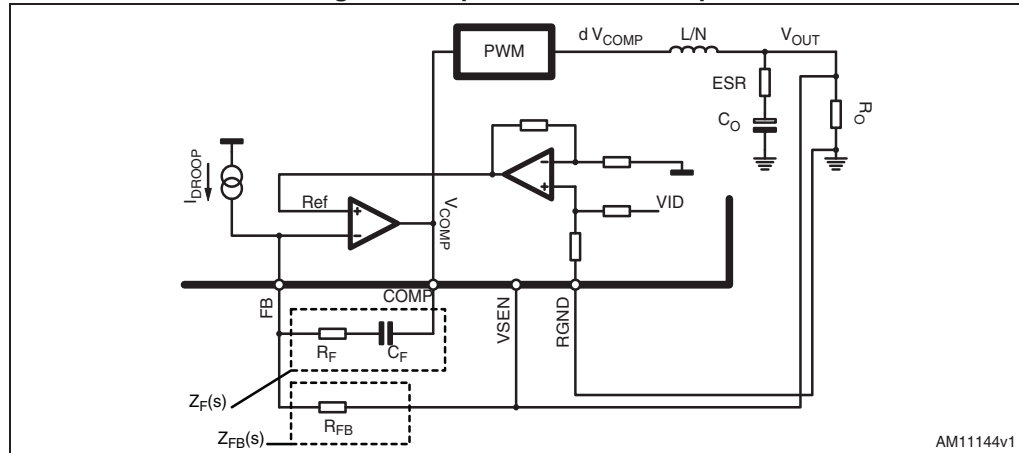 PWM
d V_COMP
L/N
V_OUT
ESR
C_O
R_O
I_DROOP
Ref
V_COMP
VID
FB
COMP
VSEN
RGND
R_F
C_F
Z_F(s)
R_FB
Z_FB(s)
AM11144v1